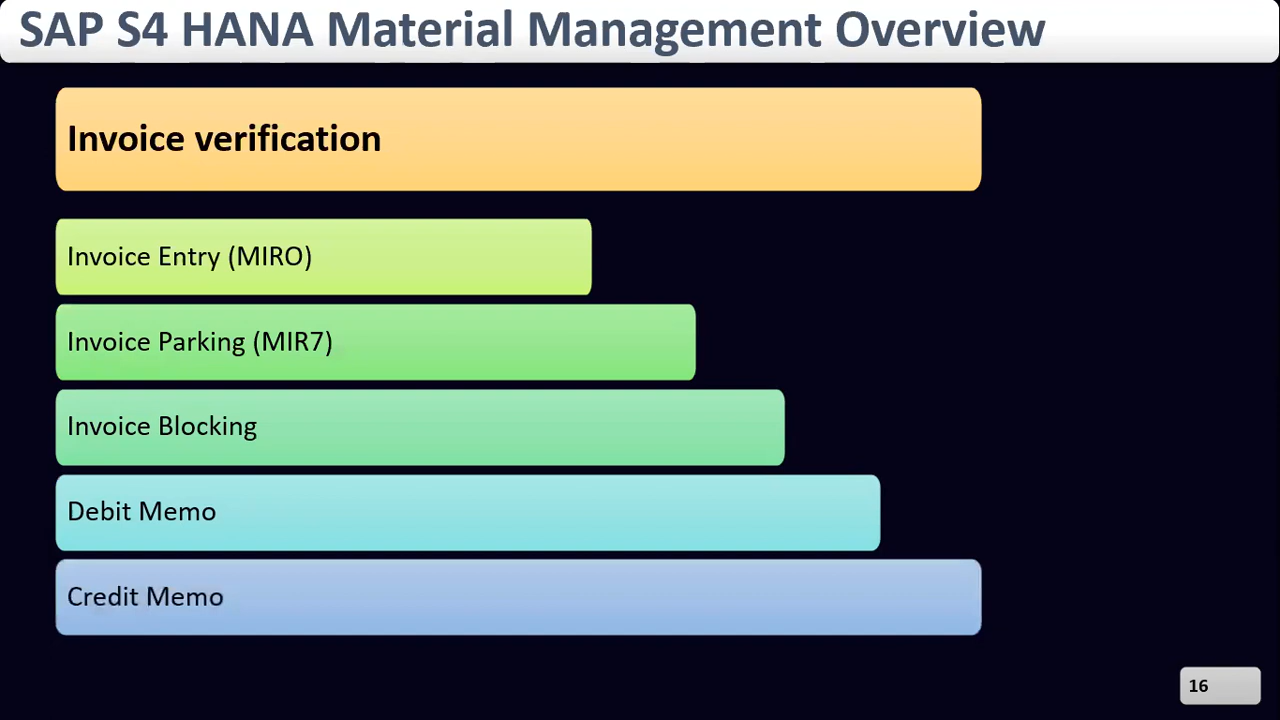 SAP S4 HANA Material Management Overview
Invoice verification
Invoice Entry (MIRO)
Invoice Parking (MIR7)
Invoice Blocking
Debit Memo
Credit Memo
16